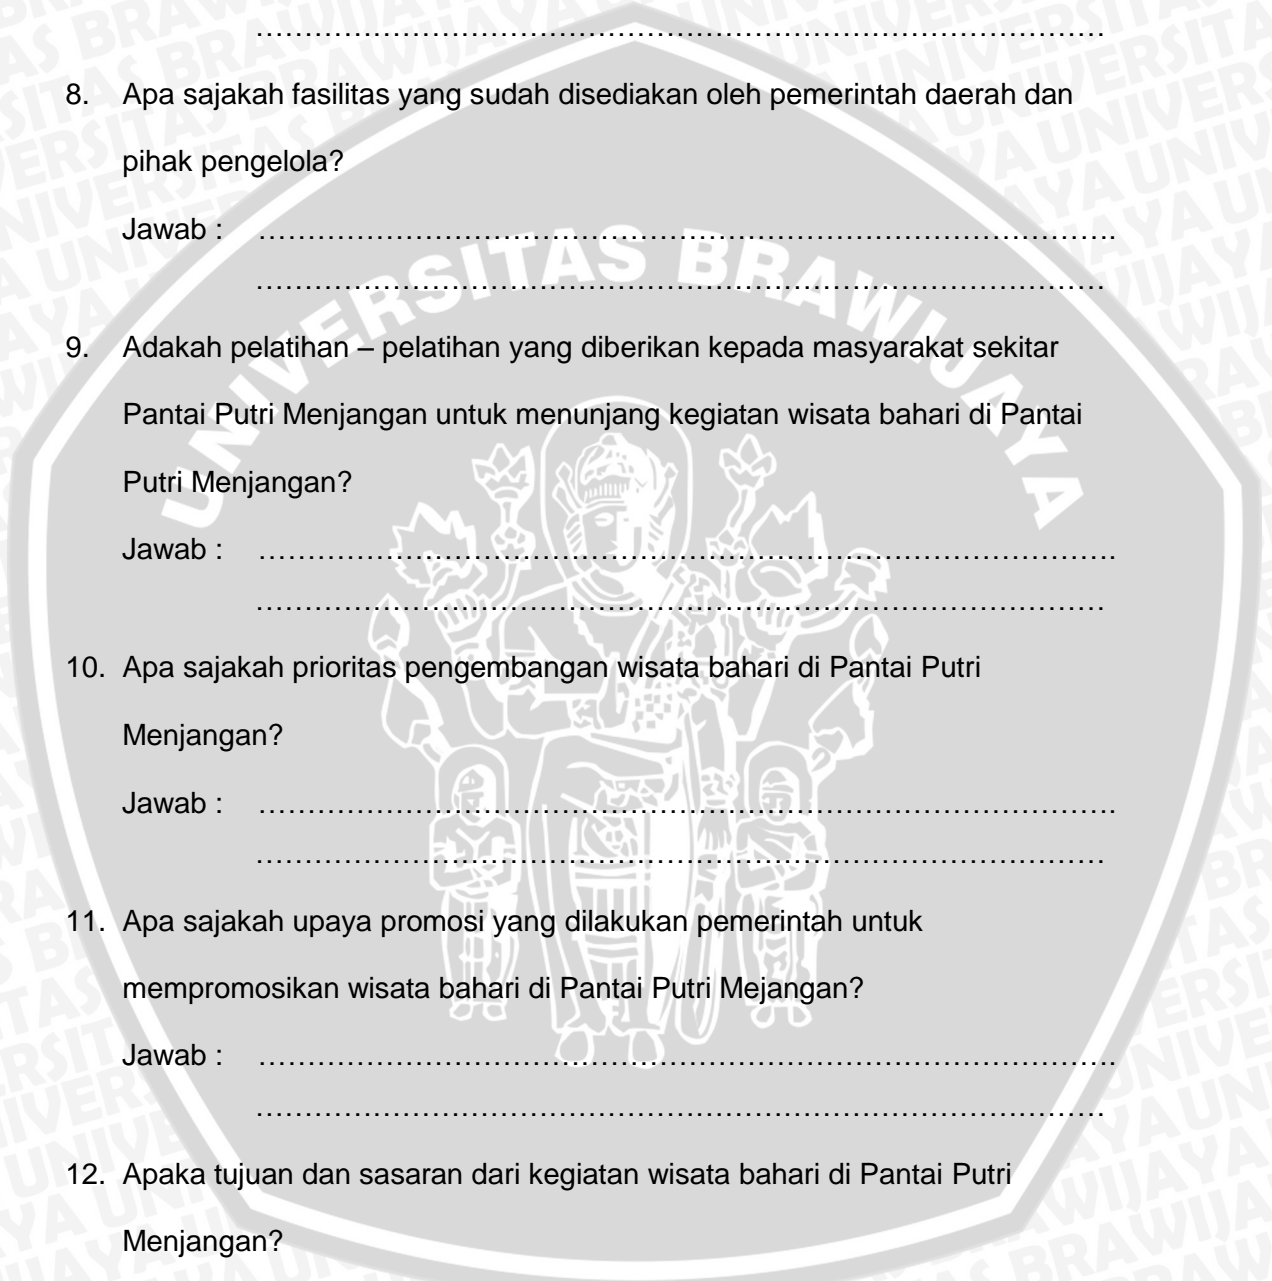 ……………………………………………………………………………
8. Apa sajakah fasilitas yang sudah disediakan oleh pemerintah daerah dan
pihak pengelola?
Jawab : …………………………………………………………………………….
……………………………………………………………………………
9. Adakah pelatihan – pelatihan yang diberikan kepada masyarakat sekitar
Pantai Putri Menjangan untuk menunjang kegiatan wisata bahari di Pantai
Putri Menjangan?
Jawab : …………………………………………………………………………….
……………………………………………………………………………
10. Apa sajakah prioritas pengembangan wisata bahari di Pantai Putri
Menjangan?
Jawab : …………………………………………………………………………….
……………………………………………………………………………
11. Apa sajakah upaya promosi yang dilakukan pemerintah untuk
mempromosikan wisata bahari di Pantai Putri Mejangan?
Jawab : …………………………………………………………………………….
……………………………………………………………………………
12. Apaka tujuan dan sasaran dari kegiatan wisata bahari di Pantai Putri
Menjangan?
UNIVERSITAS BRAWIJAYA